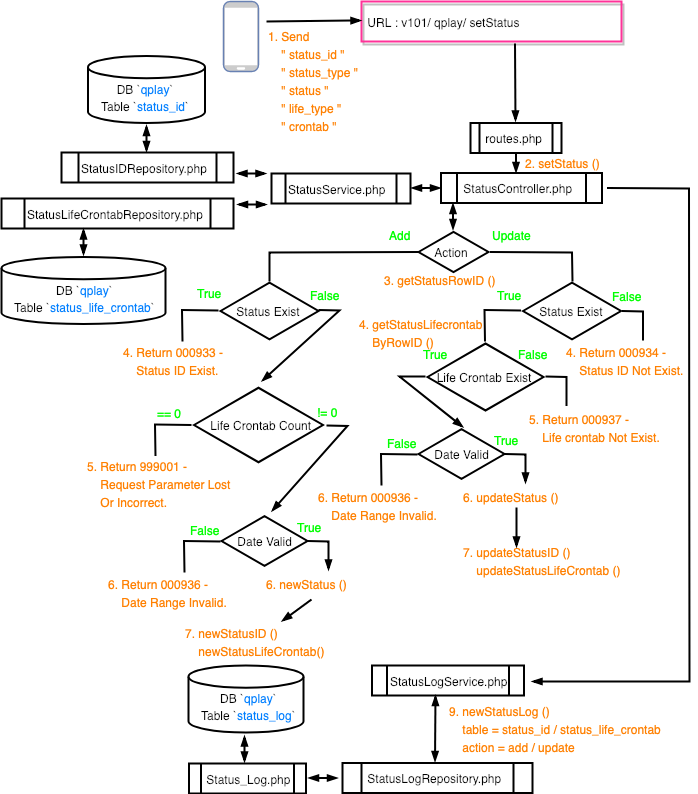 URL : v101/ qplay/ setStatus
1. Send
" status_id "
" status_type "
" status "
" life_type "
" crontab "
DB `qplay`
Table `status_id`
routes.php
2. setStatus ()
StatusIDRepository.php
StatusService.php
StatusController.php
StatusLifeCrontabRepository.php
Add
Update
Action
3. getStatusRowID ()
DB `qplay`
Table `status_life_crontab`
True
False
Status Exist
True
False
Status Exist
4. Return 000933 -
Status ID Exist.
4. getStatusLifecrontab
ByRowID ()
4. Return 000934 -
Status ID Not Exist.
True
False
Life Crontab Exist
== 0
!= 0
Life Crontab Count
5. Return 000937 -
Life crontab Not Exist.
False
True
Date Valid
5. Return 999001 -
Request Parameter Lost
Or Incorrect.
6. Return 000936 -
Date Range Invalid.
6. updateStatus ()
False
True
Date Valid
7. updateStatusID ()
updateStatusLifeCrontab ()
6. Return 000936 -
Date Range Invalid.
6. newStatus ()
7. newStatusID ()
newStatusLifeCrontab()
StatusLogService.php
DB `qplay`
Table `status_log`
9. newStatusLog ()
table = status_id / status_life_crontab
action = add / update
Status_Log.php
StatusLogRepository.php